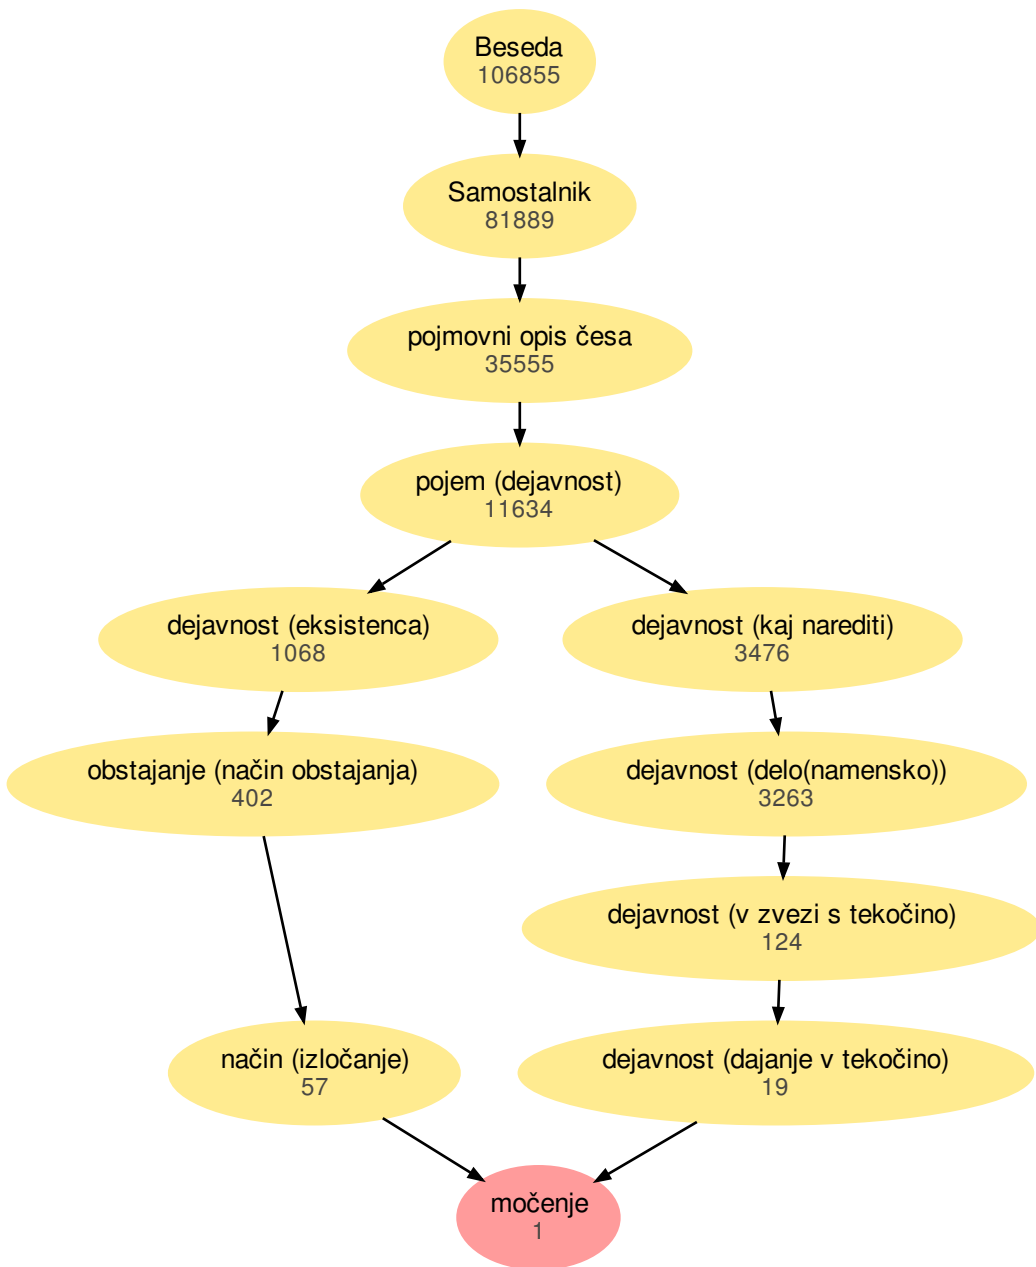 Beseda
106855
Samostalnik
81889
pojmovni opis česa
35555
pojem (dejavnost)
11634
dejavnost (eksistenca)
1068
dejavnost (kaj narediti)
3476
obstajanje (način obstajanja)
402
dejavnost (delo(namensko))
3263
dejavnost (v zvezi s tekočino)
124
način (izločanje)
57
dejavnost (dajanje v tekočino)
19
močenje
1